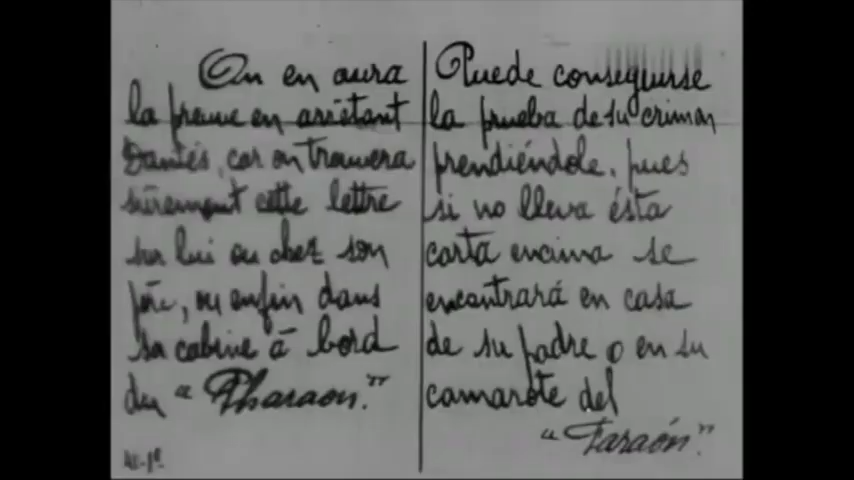 On en aura
la preuve en arrêtant
Dantés, car on trouvera
sûrement cette lettre
sur lui ou chez son
père, ou enfin dans
sa cabine à bord
du "Pharaon."
Puede conseguirse
la prueba de su crimen
prendiéndole, pues
si no lleva ésta
carta encima se
encontrará en casa
de su padre o en su
camarote del
"Faraón".